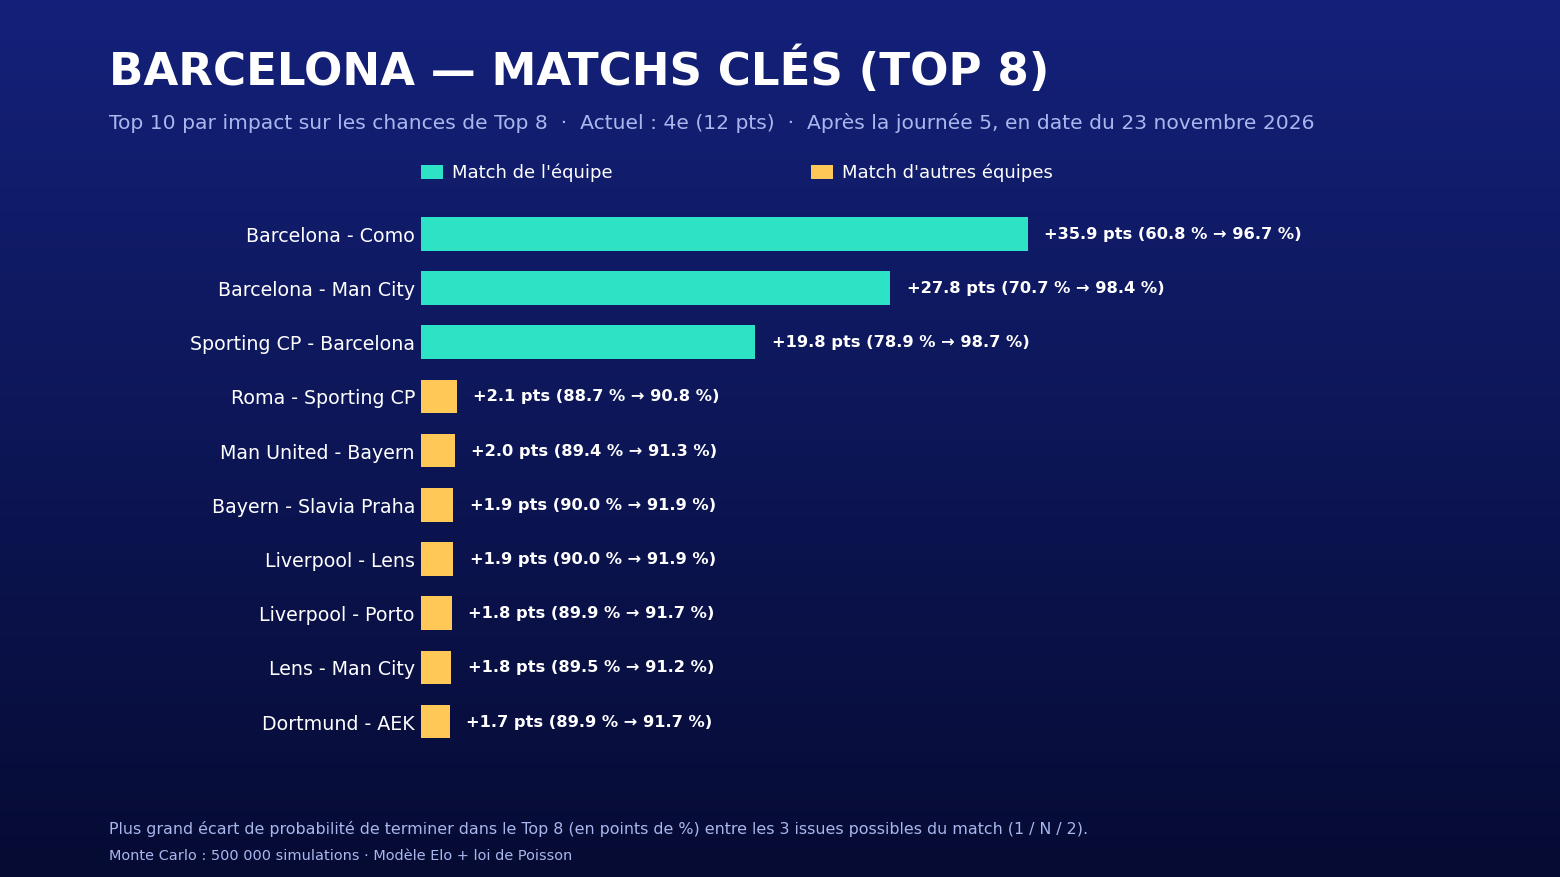 BARCELONA — MATCHS CLÉS (TOP 8)
Top 10 par impact sur les chances de Top 8 · Actuel : 4e (12 pts) · Après la journée 5, en date du 23 novembre 2026
Match de l'équipe Match d'autres équipes
Barcelona - Como +35.9 pts (60.8 % → 96.7 %)
Barcelona - Man City +27.8 pts (70.7 % → 98.4 %)
Sporting CP - Barcelona +19.8 pts (78.9 % → 98.7 %)
Roma - Sporting CP +2.1 pts (88.7 % → 90.8 %)
Man United - Bayern +2.0 pts (89.4 % → 91.3 %)
Bayern - Slavia Praha +1.9 pts (90.0 % → 91.9 %)
Liverpool - Lens +1.9 pts (90.0 % → 91.9 %)
Liverpool - Porto +1.8 pts (89.9 % → 91.7 %)
Lens - Man City +1.8 pts (89.5 % → 91.2 %)
Dortmund - AEK +1.7 pts (89.9 % → 91.7 %)
Plus grand écart de probabilité de terminer dans le Top 8 (en points de %) entre les 3 issues possibles du match (1 / N / 2).
Monte Carlo : 500 000 simulations · Modèle Elo + loi de Poisson